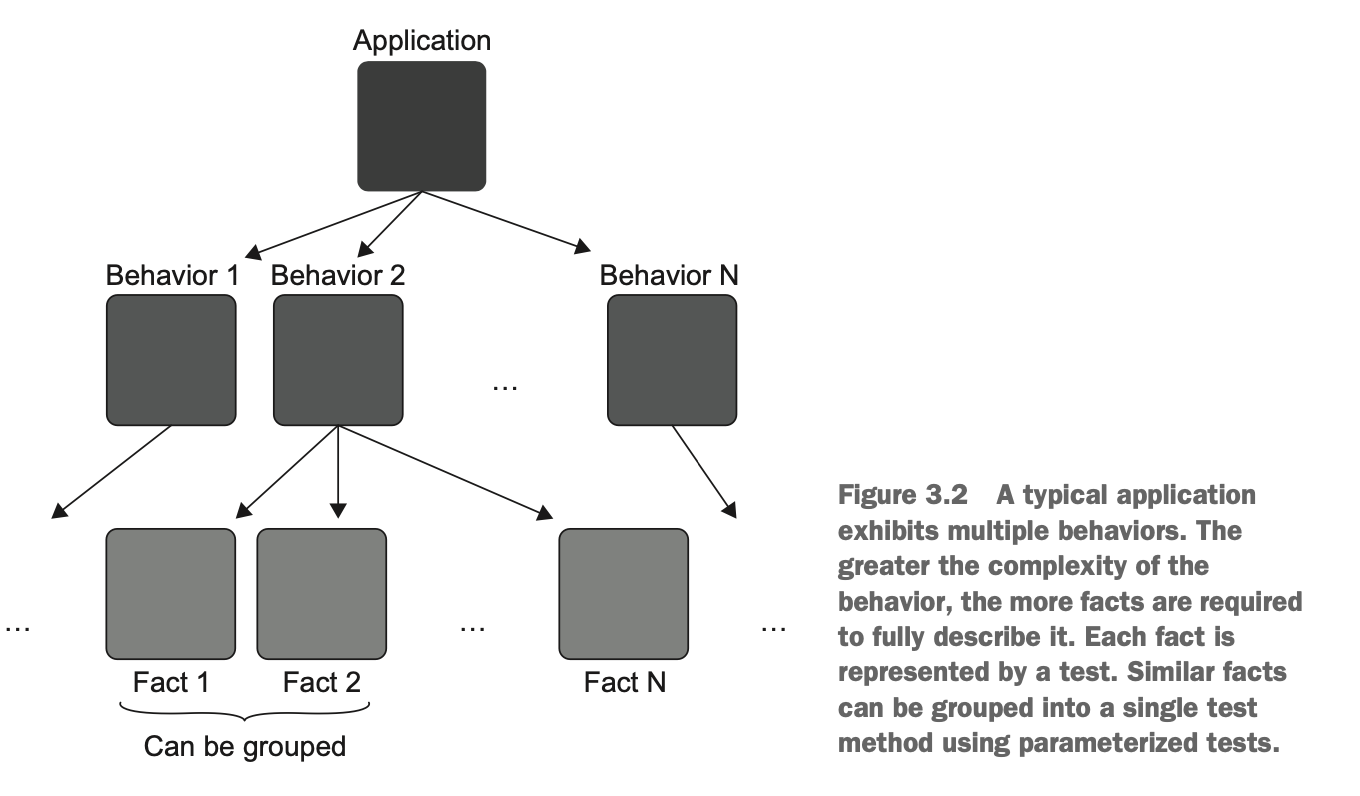 Application
Behavior 1 Behavior 2 Behavior N
...
... ... ...
Fact 1 Fact 2 Fact N
Can be grouped
Figure 3.2 A typical application
exhibits multiple behaviors. The
greater the complexity of the
behavior, the more facts are required
to fully describe it. Each fact is
represented by a test. Similar facts
can be grouped into a single test
method using parameterized tests.